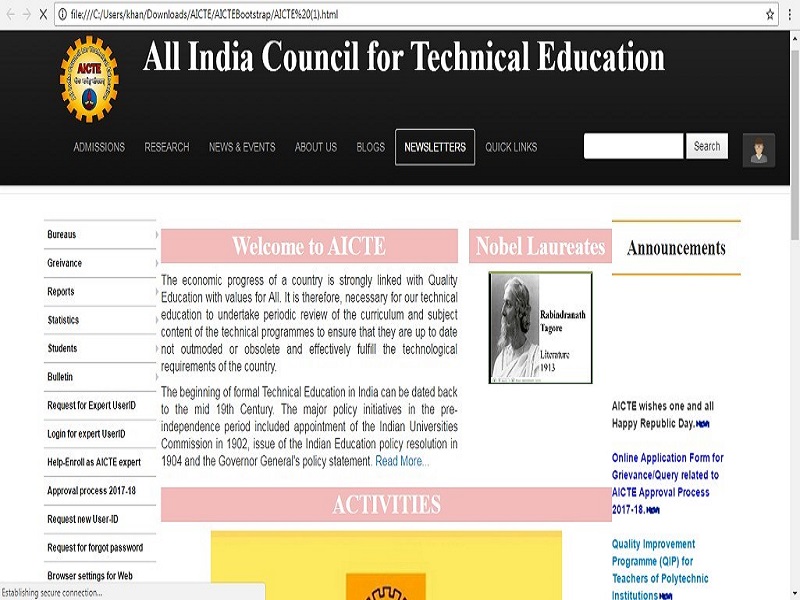 file:///C:/Users/khan/Downloads/AICTE/AICTEBootstrap/AICTE%20(1).html
AICTE
All India Council for Technical Education
ADMISSIONS
RESEARCH
NEWS & EVENTS
ABOUT US
BLOGS
NEWSLETTERS
QUICK LINKS
Search
Bureaus
Greivance
Reports
Statistics
Students
Bulletin
Request for Expert UserID
Login for expert UserID
Help-Enroll as AICTE expert
Approval process 2017-18
Request new User-ID
Request for forgot password
Browser settings for Web
Welcome to AICTE
The economic progress of a country is strongly linked with Quality
Education with values for All. It is therefore, necessary for our technical
education to undertake periodic review of the curriculum and subject
content of the technical programmes to ensure that they are up to date
not outmoded or obsolete and effectively fulfill the technological
requirements of the country.
The beginning of formal Technical Education in India can be dated back
to the mid 19th Century. The major policy initiatives in the pre-
independence period included appointment of the Indian Universities
Commission in 1902, issue of the Indian Education policy resolution in
1904 and the Governor General's policy statement. Read More...
Nobel Laureates
Rabindranath
Tagore
Literature
1913
ACTIVITIES
Announcements
AICTE wishes one and all
Happy Republic Day.
Online Application Form for
Grievance/Query related to
AICTE Approval Process
2017-18.
Quality Improvement
Programme (QIP) for
Teachers of Polytechnic
Institutions
Establishing secure connection...